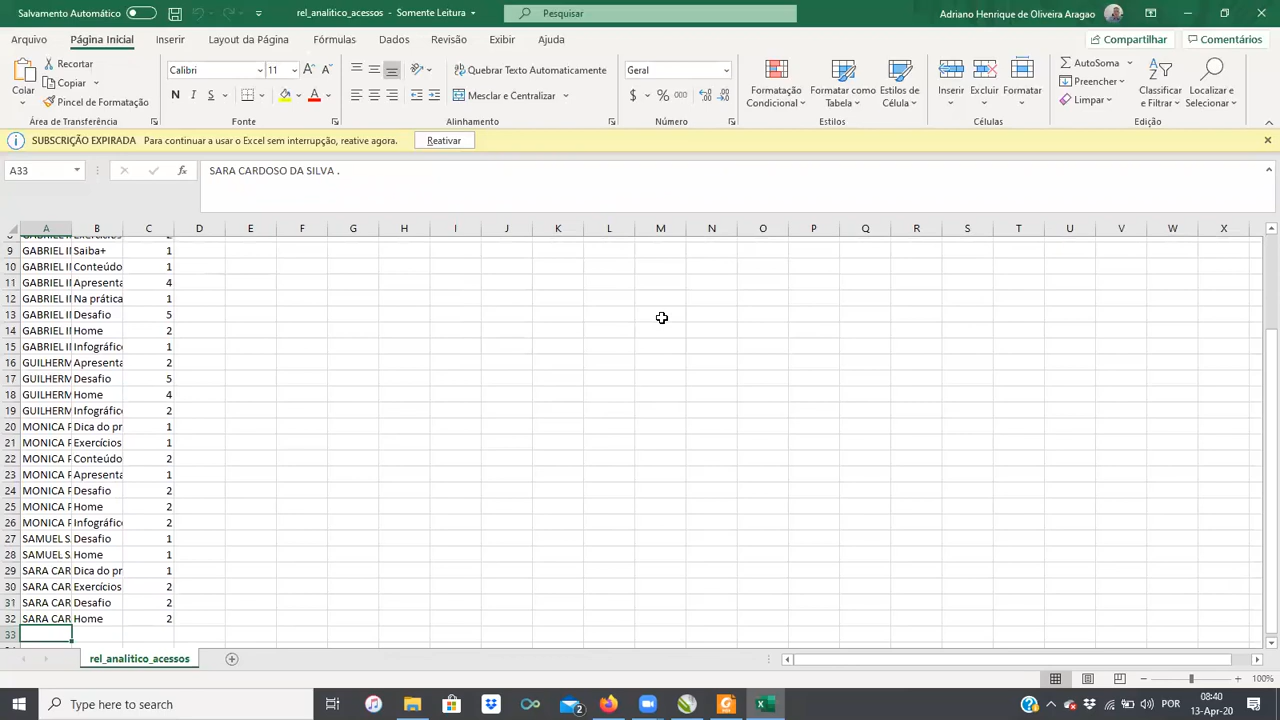 Salvamento Automático
rel_analitico_acessos - Somente Leitura
Pesquisar
Adriano Henrique de Oliveira Aragao
Arquivo Página Inicial Inserir Layout da Página Fórmulas Dados Revisão Exibir Ajuda Compartilhar Comentários
Colar
Recortar
Copiar
Pincel de Formatação
Área de Transferência
Calibri 11
N I S
Fonte
Quebrar Texto Automaticamente
Mesclar e Centralizar
Alinhamento
Geral
$ % 000
Número
Formatação Condicional
Formatar como Tabela
Estilos de Célula
Estilos
Inserir Excluir Formatar
Células
AutoSoma
Preencher
Limpar
Classificar e Filtrar
Localizar e Selecionar
Edição
SUBSCRIÇÃO EXPIRADA Para continuar a usar o Excel sem interrupção, reative agora. Reativar
A33 fx SARA CARDOSO DA SILVA .
A B C D E F G H I J K L M N O P Q R S T U V W X
9 GABRIEL II Saiba+ 1
10 GABRIEL II Conteúdo 1
11 GABRIEL II Apresenta 4
12 GABRIEL II Na prática 1
13 GABRIEL II Desafio 5
14 GABRIEL II Home 2
15 GABRIEL II Infográfico 1
16 GUILHERM Apresenta 2
17 GUILHERM Desafio 5
18 GUILHERM Home 4
19 GUILHERM Infográfico 2
20 MONICA F Dica do pr 1
21 MONICA F Exercícios 1
22 MONICA F Conteúdo 2
23 MONICA F Apresenta 1
24 MONICA F Desafio 2
25 MONICA F Home 2
26 MONICA F Infográfico 2
27 SAMUEL S. Desafio 1
28 SAMUEL S. Home 1
29 SARA CAR Dica do pr 1
30 SARA CAR Exercícios 2
31 SARA CAR Desafio 2
32 SARA CAR Home 2
33
rel_analitico_acessos
100%
Type here to search
2
POR
08:40
13-Apr-20